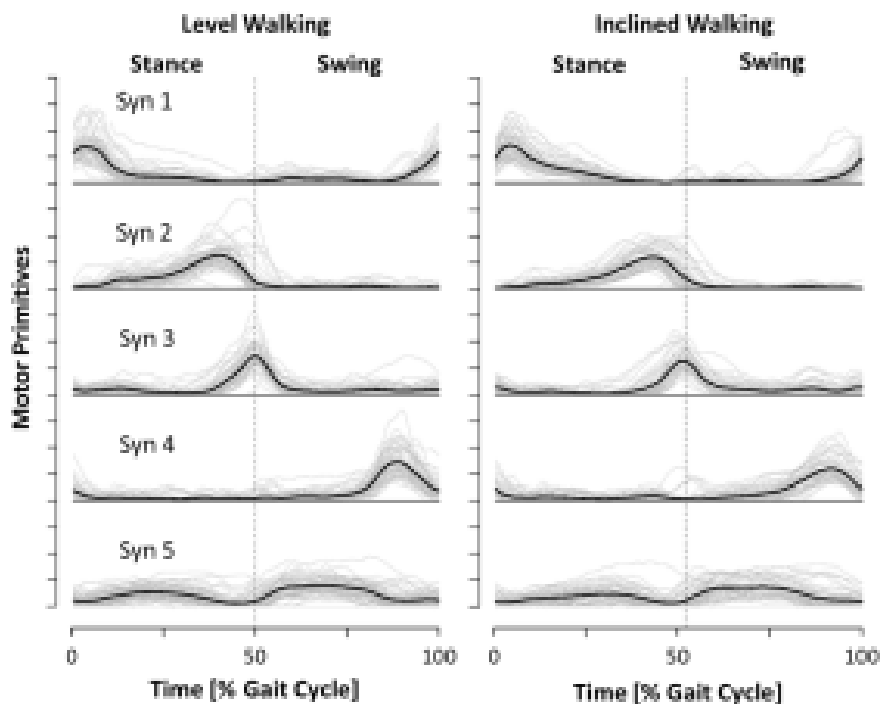 Level Walking Inclined Walking
Stance Swing Stance Swing
Syn 1
Syn 2
Syn 3
Syn 4
Syn 5
Motor Primitives
0 50 100 0 50 100
Time [% Gait Cycle] Time [% Gait Cycle]